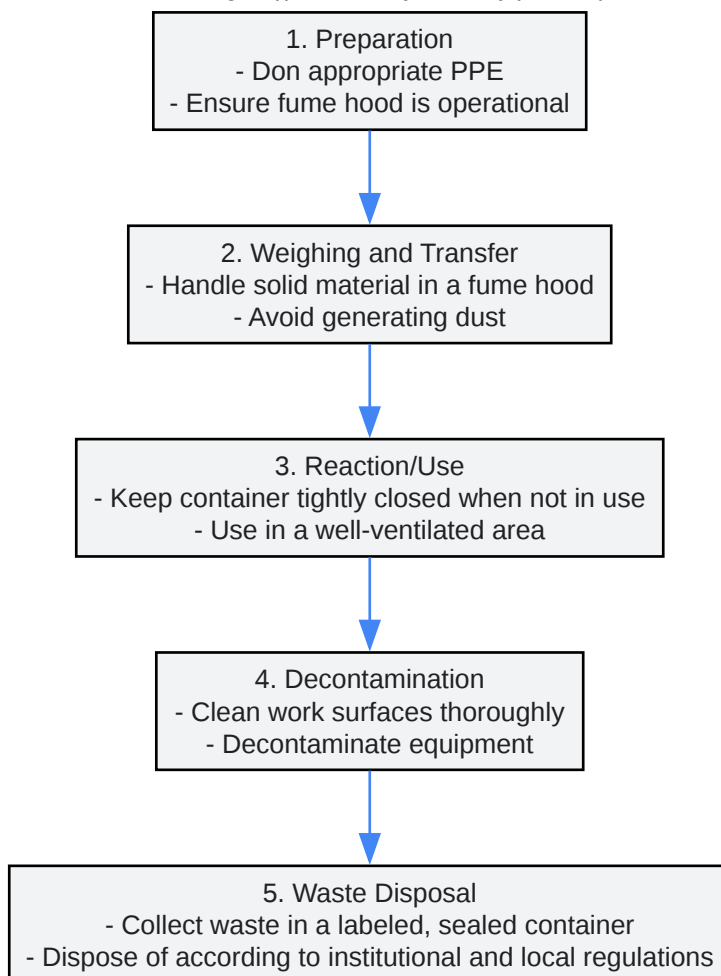 1. Preparation
- Don appropriate PPE
- Ensure fume hood is operational
2. Weighing and Transfer
- Handle solid material in a fume hood
- Avoid generating dust
3. Reaction/Use
- Keep container tightly closed when not in use
- Use in a well-ventilated area
4. Decontamination
- Clean work surfaces thoroughly
- Decontaminate equipment
5. Waste Disposal
- Collect waste in a labeled, sealed container
- Dispose of according to institutional and local regulations